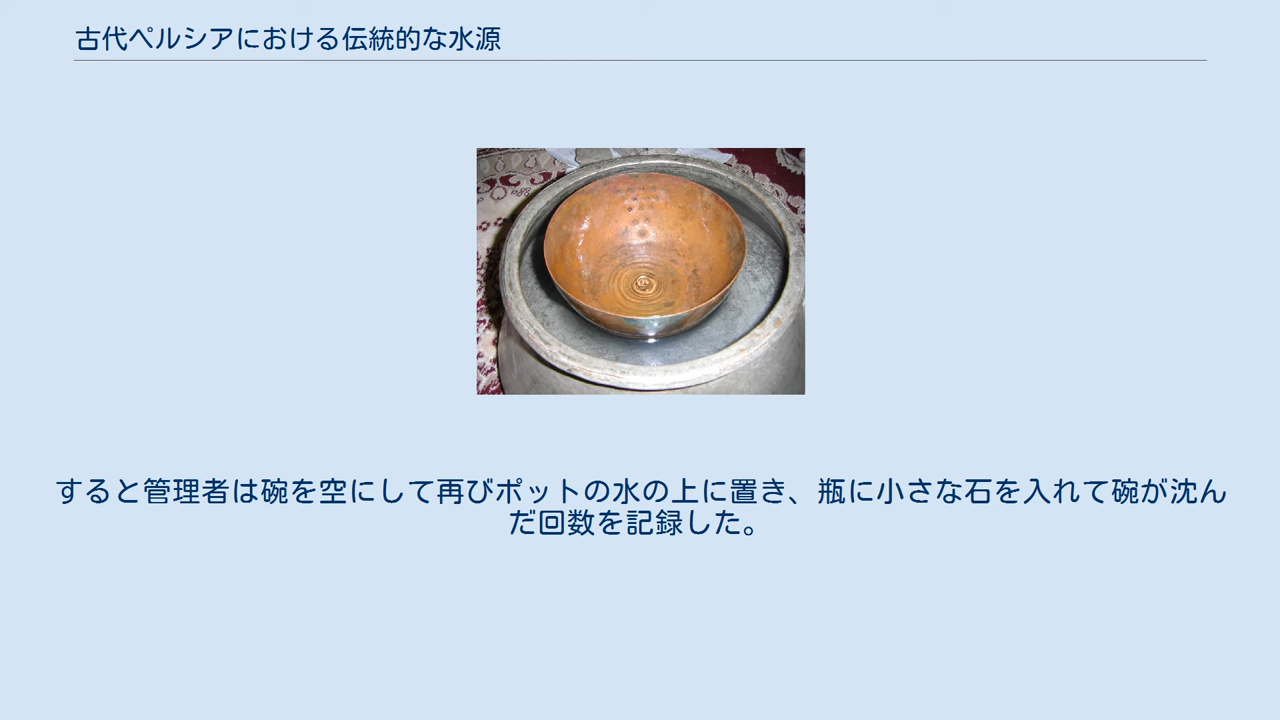 古代ペルシアにおける伝統的な水源
すると管理者は碗を空にして再びポットの水の上に置き、瓶に小さな石を入れて碗が沈ん
だ回数を記録した。